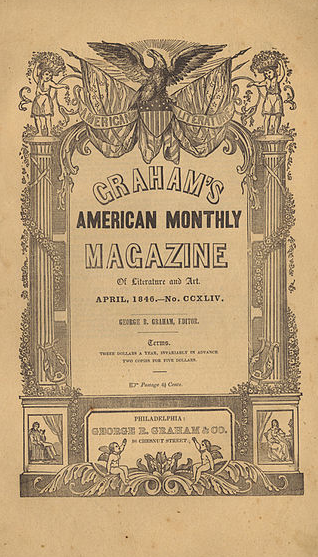 AMERICAN LITERATURE
GRAHAM'S
AMERICAN MONTHLY
MAGAZINE
Of Literature and Art.
APRIL, 1846.—No. CCXLIV.
GEORGE R. GRAHAM, EDITOR.
Terms.
THREE DOLLARS A YEAR, INVARIABLY IN ADVANCE
TWO COPIES FOR FIVE DOLLARS.
☞ Postage 4½ Cents.
PHILADELPHIA:
GEORGE R. GRAHAM & CO.
98 CHESNUT STREET.